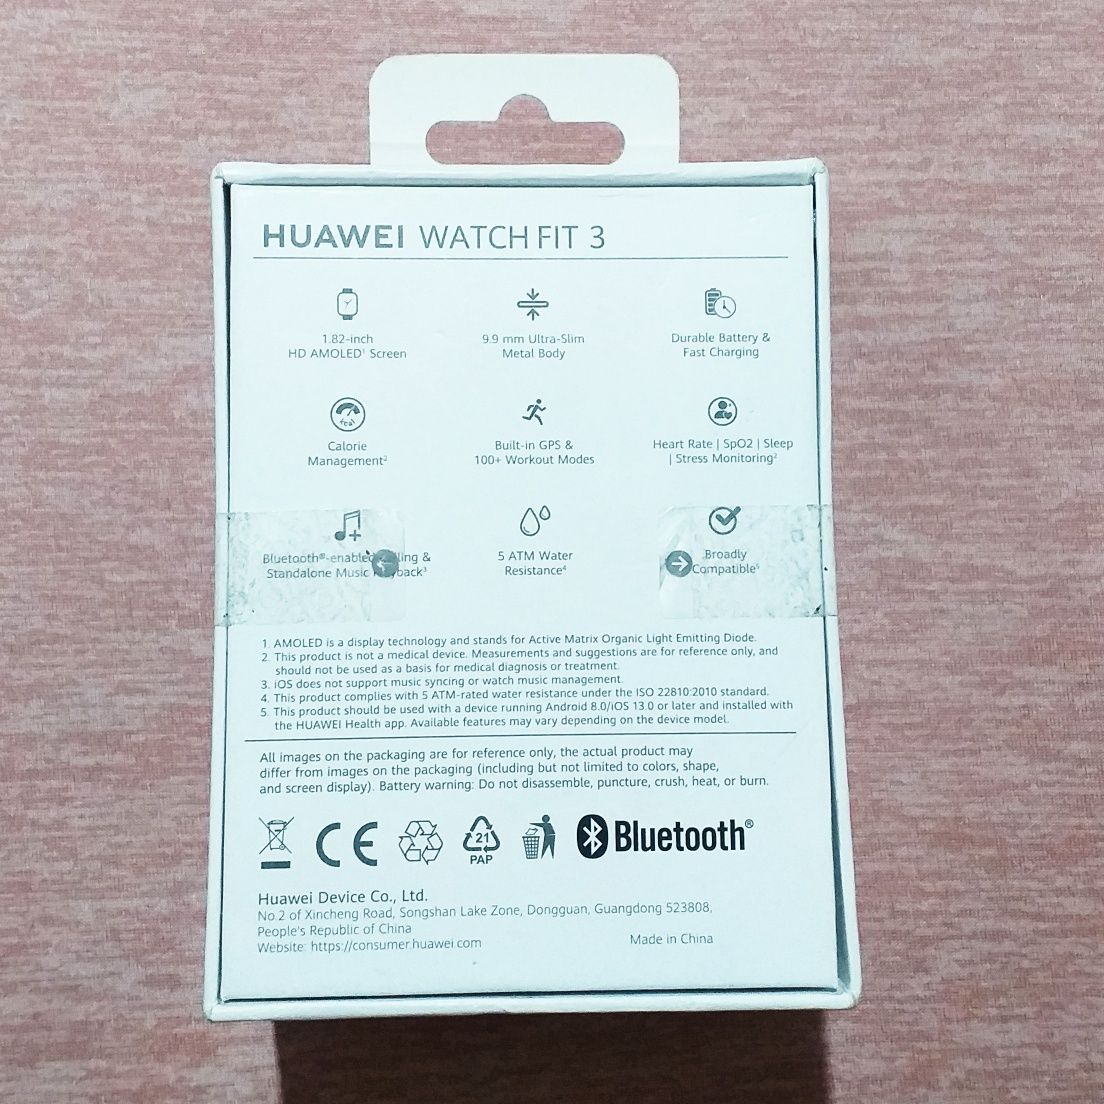 HUAWEI WATCH FIT 3
1.82-inch
HD AMOLED¹ Screen
9.9 mm Ultra-Slim
Metal Body
Durable Battery &
Fast Charging
kcal
Calorie
Management²
Built-in GPS &
100+ Workout Modes
Heart Rate | SpO2 | Sleep
| Stress Monitoring²
Bluetooth®-enabled &
Standalone Music
5 ATM Water
Resistance⁴
Broadly
Compatible⁵
1. AMOLED is a display technology and stands for Active Matrix Organic Light Emitting Diode.
2. This product is not a medical device. Measurements and suggestions are for reference only, and
should not be used as a basis for medical diagnosis or treatment.
3. iOS does not support music syncing or watch music management.
4. This product complies with 5 ATM-rated water resistance under the ISO 22810:2010 standard.
5. This product should be used with a device running Android 8.0/iOS 13.0 or later and installed with
the HUAWEI Health app. Available features may vary depending on the device model.
All images on the packaging are for reference only, the actual product may
differ from images on the packaging (including but not limited to colors, shape,
and screen display). Battery warning: Do not disassemble, puncture, crush, heat, or burn.
CE
21
PAP
Bluetooth®
Huawei Device Co., Ltd.
No.2 of Xincheng Road, Songshan Lake Zone, Dongguan, Guangdong 523808,
People's Republic of China
Website: https://consumer.huawei.com
Made in China